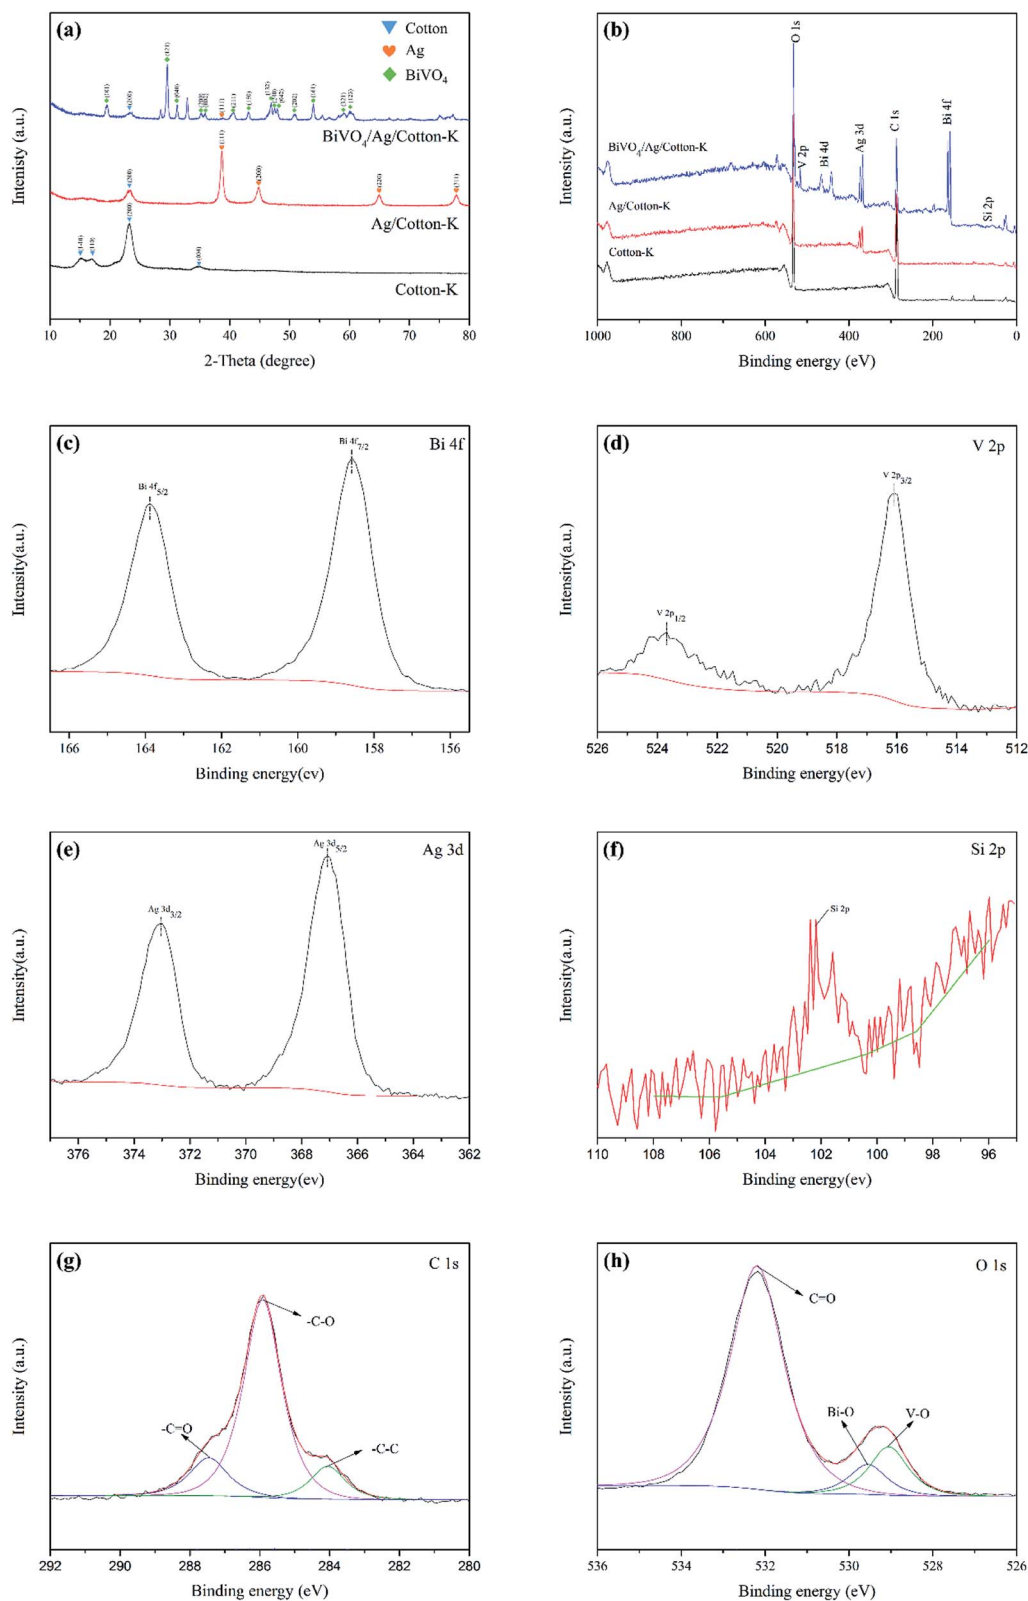 (a)
Cotton
Ag
BiVO4
Intenisty (a.u.)
(101)
(200)
(121)
(040)
(200)
(002)
(111)
(211)
(150)
(132)
(042)
(202)
(161)
(321)
(123)
BiVO4/Ag/Cotton-K
(200)
(111)
(200)
(220)
(311)
Ag/Cotton-K
(1-10)
(110)
(200)
(004)
Cotton-K
10 20 30 40 50 60 70 80
2-Theta (degree)
(b)
Intensity (a.u.)
O 1s
V 2p
Bi 4d
Ag 3d
C 1s
Bi 4f
Si 2p
BiVO4/Ag/Cotton-K
Ag/Cotton-K
Cotton-K
1000 800 600 400 200 0
Binding energy (eV)
(c)
Bi 4f
Bi 4f5/2
Bi 4f7/2
Intensity(a.u.)
166 164 162 160 158 156
Binding energy(ev)
(d)
V 2p
V 2p1/2
V 2p3/2
Intensity(a.u.)
526 524 522 520 518 516 514 512
Binding energy(ev)
(e)
Ag 3d
Ag 3d3/2
Ag 3d5/2
Intensity(a.u.)
376 374 372 370 368 366 364 362
Binding energy(ev)
(f)
Si 2p
Si 2p
Intensity(a.u.)
110 108 106 104 102 100 98 96
Binding energy(ev)
(g)
C 1s
-C-O
-C=O
-C-C
Intensity (a.u.)
292 290 288 286 284 282 280
Binding energy (eV)
(h)
O 1s
C=O
Bi-O
V-O
Intensity (a.u.)
536 534 532 530 528 526
Binding energy (eV)